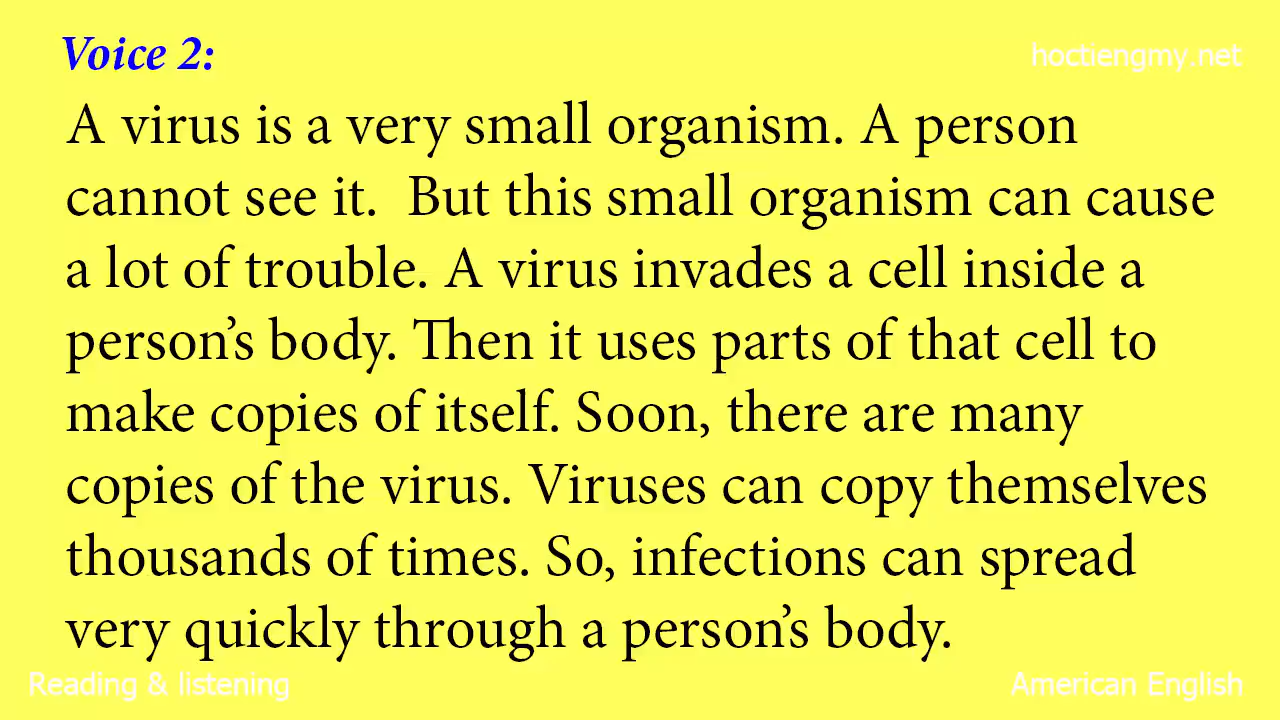 Voice 2:
hoctiengmy.net
A virus is a very small organism. A person
cannot see it.  But this small organism can cause
a lot of trouble. A virus invades a cell inside a
person’s body. Then it uses parts of that cell to
make copies of itself. Soon, there are many
copies of the virus. Viruses can copy themselves
thousands of times. So, infections can spread
very quickly through a person’s body.
Reading & listening
American English